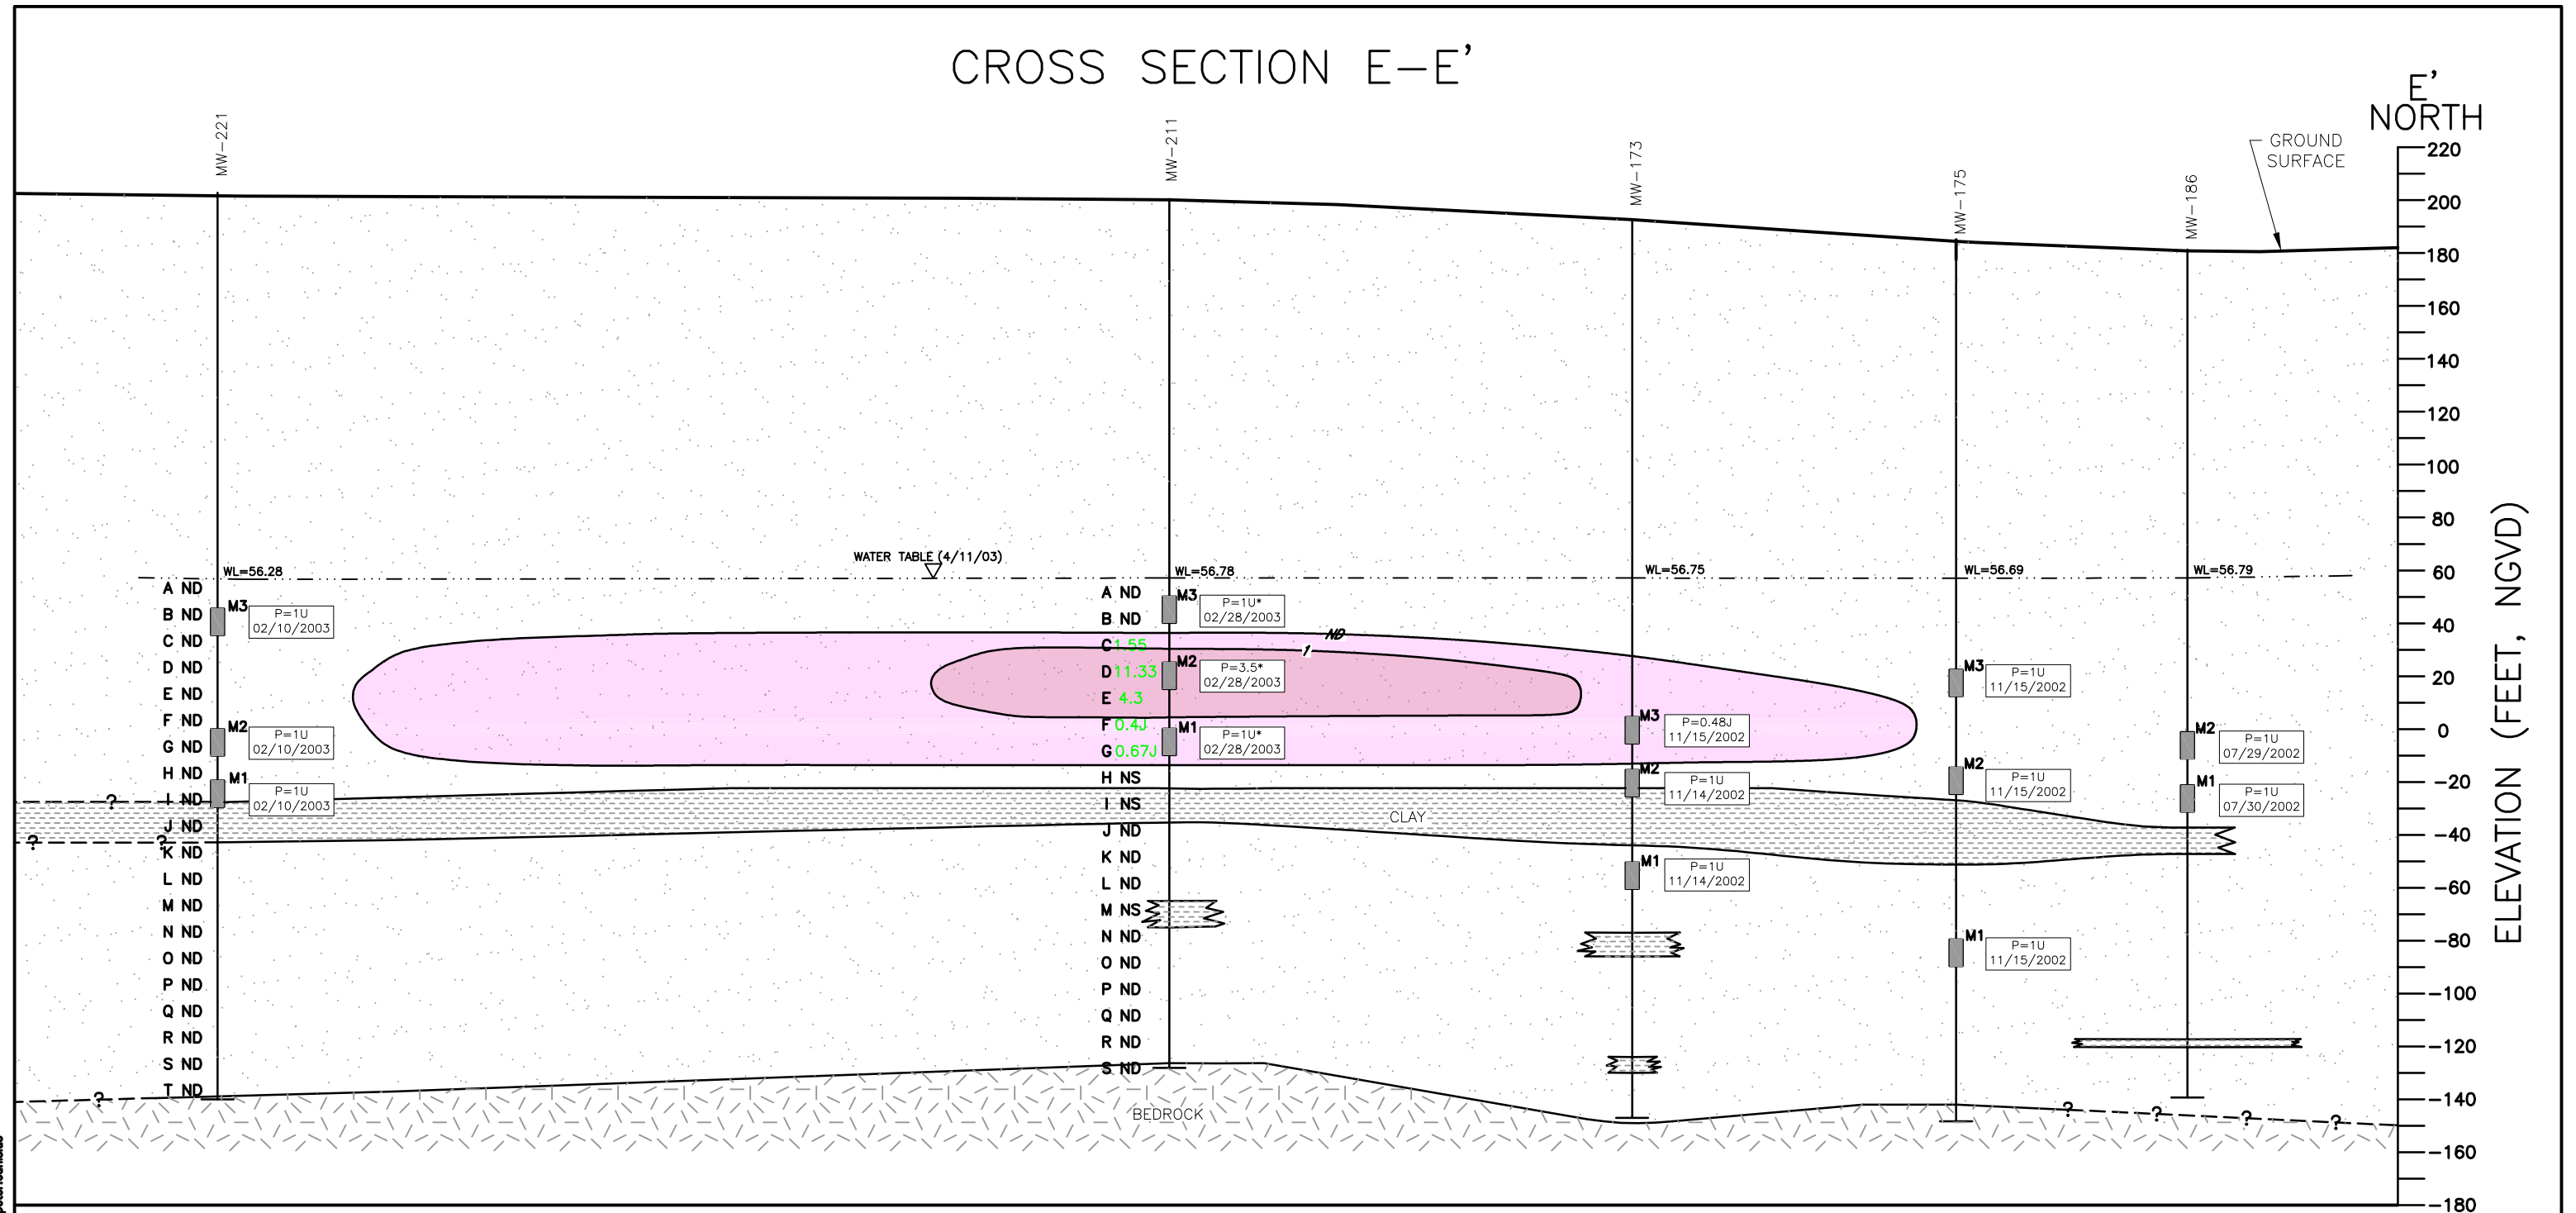 CROSS SECTION E-E'
E'
NORTH
MW-221
MW-211
MW-173
MW-175
MW-186
GROUND
SURFACE
220
200
180
160
140
120
100
80
60
40
20
0
-20
-40
-60
-80
-100
-120
-140
-160
-180
ELEVATION (FEET, NGVD)
WATER TABLE (4/11/03)
WL=56.28
WL=56.78
WL=56.75
WL=56.69
WL=56.79
A ND
B ND
C ND
D ND
E ND
F ND
G ND
H ND
I ND
J ND
K ND
L ND
M ND
N ND
O ND
P ND
Q ND
R ND
S ND
T ND
M3
P=1U
02/10/2003
M2
P=1U
02/10/2003
M1
P=1U
02/10/2003
A ND
B ND
C 1.55
D 11.33
E 4.3
F 0.4J
G 0.67J
H NS
I NS
J ND
K ND
L ND
M NS
N ND
O ND
P ND
Q ND
R ND
S ND
M3
P=1U*
02/28/2003
M2
P=3.5*
02/28/2003
M1
P=1U*
02/28/2003
ND
1
M3
P=0.48J
11/15/2002
M2
P=1U
11/14/2002
M1
P=1U
11/14/2002
M3
P=1U
11/15/2002
M2
P=1U
11/15/2002
M1
P=1U
11/15/2002
M2
P=1U
07/29/2002
M1
P=1U
07/30/2002
CLAY
BEDROCK
?
?
?
?
?
?
?
?